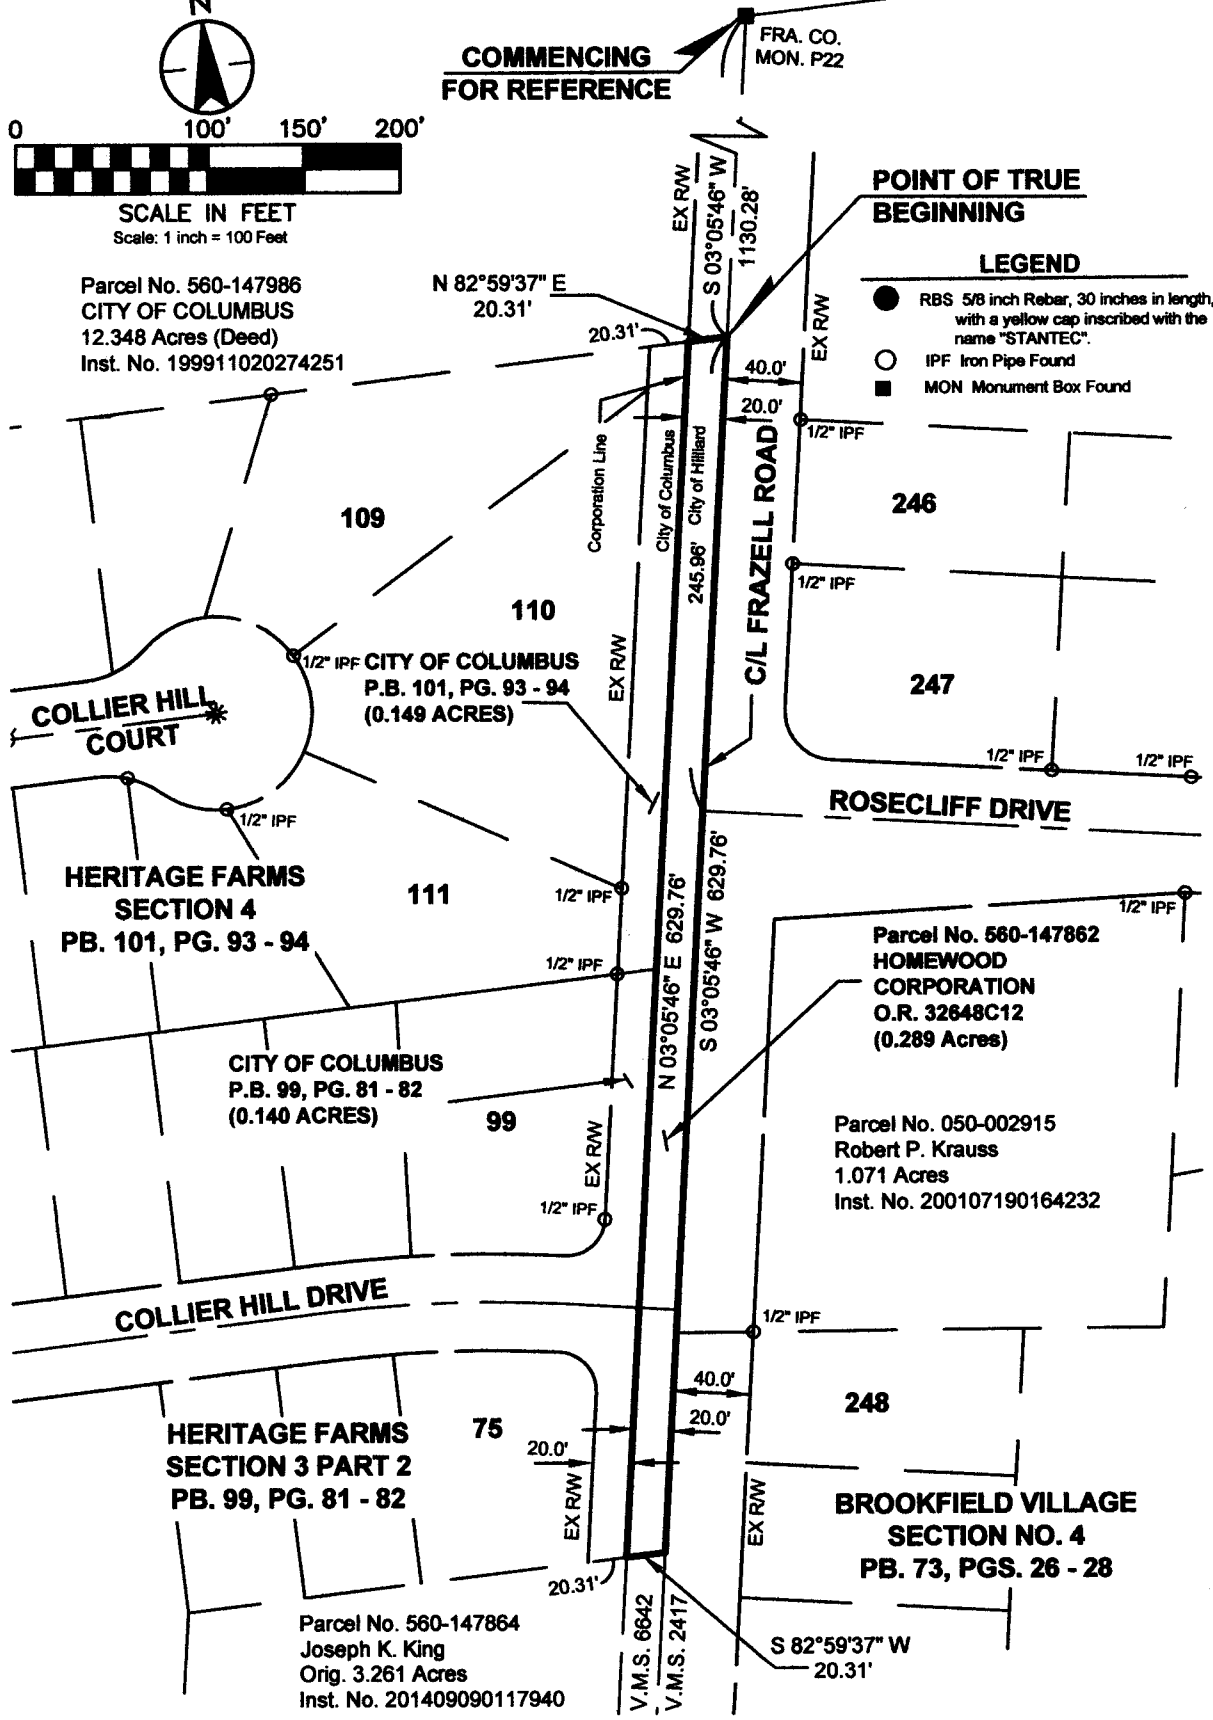 N
COMMENCING
FOR REFERENCE
FRA. CO.
MON. P22
0
100'
150'
200'
SCALE IN FEET
Scale: 1 inch = 100 Feet
EX R/W
S 03°05'46" W
1130.28'
POINT OF TRUE
BEGINNING
LEGEND
RBS 5/8 inch Rebar, 30 inches in length,
with a yellow cap inscribed with the
name "STANTEC".
IPF Iron Pipe Found
MON Monument Box Found
Parcel No. 560-147986
CITY OF COLUMBUS
12.348 Acres (Deed)
Inst. No. 199911020274251
N 82°59'37" E
20.31'
20.31'
EX R/W
40.0'
20.0'
1/2" IPF
Corporation Line
City of Columbus
City of Hilliard
245.96'
C/L FRAZELL ROAD
109
246
1/2" IPF
110
EX R/W
247
1/2" IPF
CITY OF COLUMBUS
P.B. 101, PG. 93 - 94
(0.149 ACRES)
COLLIER HILL
COURT
1/2" IPF
1/2" IPF
1/2" IPF
ROSECLIFF DRIVE
HERITAGE FARMS
SECTION 4
PB. 101, PG. 93 - 94
111
1/2" IPF
1/2" IPF
1/2" IPF
N 03°05'46" E 629.76'
S 03°05'46" W 629.76'
Parcel No. 560-147862
HOMEWOOD
CORPORATION
O.R. 32648C12
(0.289 Acres)
CITY OF COLUMBUS
P.B. 99, PG. 81 - 82
(0.140 ACRES)
99
EX R/W
1/2" IPF
Parcel No. 050-002915
Robert P. Krauss
1.071 Acres
Inst. No. 200107190164232
COLLIER HILL DRIVE
1/2" IPF
40.0'
20.0'
248
HERITAGE FARMS
SECTION 3 PART 2
PB. 99, PG. 81 - 82
75
20.0'
EX R/W
EX R/W
BROOKFIELD VILLAGE
SECTION NO. 4
PB. 73, PGS. 26 - 28
20.31'
Parcel No. 560-147864
Joseph K. King
Orig. 3.261 Acres
Inst. No. 201409090117940
V.M.S. 6642
V.M.S. 2417
S 82°59'37" W
20.31'